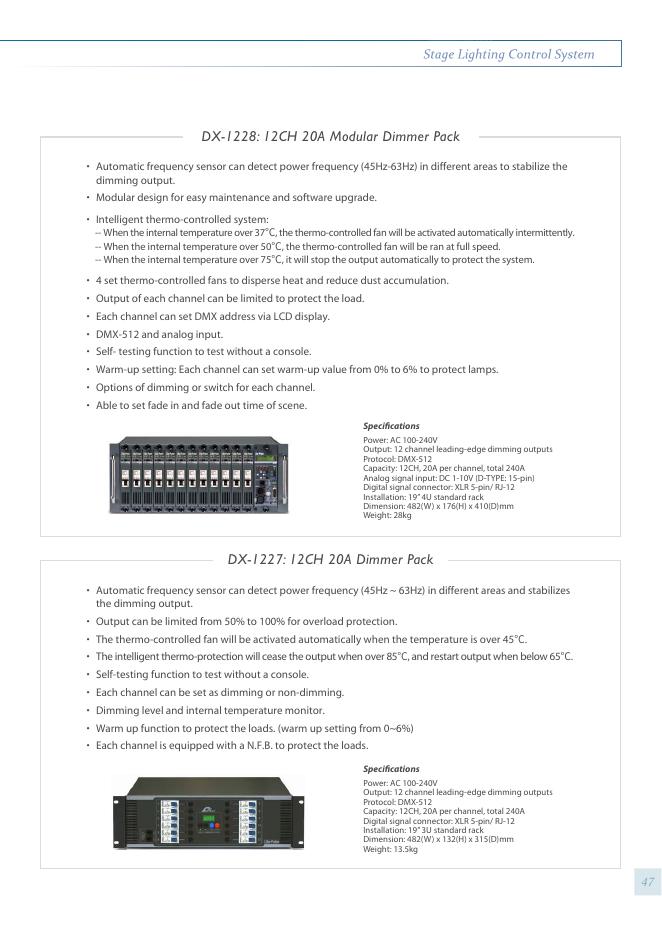 Stage Lighting Control System
DX-1228: 12CH 20A Modular Dimmer Pack
• Automatic frequency sensor can detect power frequency (45Hz-63Hz) in different areas to stabilize the
dimming output.
• Modular design for easy maintenance and software upgrade.
• Intelligent thermo-controlled system:
-- When the internal temperature over 37°C, the thermo-controlled fan will be activated automatically intermittently.
-- When the internal temperature over 50°C, the thermo-controlled fan will be ran at full speed.
-- When the internal temperature over 75°C, it will stop the output automatically to protect the system.
• 4 set thermo-controlled fans to disperse heat and reduce dust accumulation.
• Output of each channel can be limited to protect the load.
• Each channel can set DMX address via LCD display.
• DMX-512 and analog input.
• Self- testing function to test without a console.
• Warm-up setting: Each channel can set warm-up value from 0% to 6% to protect lamps.
• Options of dimming or switch for each channel.
• Able to set fade in and fade out time of scene.
Specifications
Power: AC 100-240V
Output: 12 channel leading-edge dimming outputs
Protocol: DMX-512
Capacity: 12CH, 20A per channel, total 240A
Analog signal input: DC 1-10V (D-TYPE; 15-pin)
Digital signal connector: XLR 5-pin/ RJ-12
Installation: 19" 4U standard rack
Dimension: 482(W) x 176(H) x 410(D)mm
Weight: 28kg
DX-1227: 12CH 20A Dimmer Pack
• Automatic frequency sensor can detect power frequency (45Hz ~ 63Hz) in different areas and stabilizes
the dimming output.
• Output can be limited from 50% to 100% for overload protection.
• The thermo-controlled fan will be activated automatically when the temperature is over 45°C.
• The intelligent thermo-protection will cease the output when over 85°C, and restart output when below 65°C.
• Self-testing function to test without a console.
• Each channel can be set as dimming or non-dimming.
• Dimming level and internal temperature monitor.
• Warm up function to protect the loads. (warm up setting from 0~6%)
• Each channel is equipped with a N.F.B. to protect the loads.
Specifications
Power: AC 100-240V
Output: 12 channel leading-edge dimming outputs
Protocol: DMX-512
Capacity: 12CH, 20A per channel, total 240A
Digital signal connector: XLR 5-pin/ RJ-12
Installation: 19" 3U standard rack
Dimension: 482(W) x 132(H) x 315(D)mm
Weight: 13.5kg
47